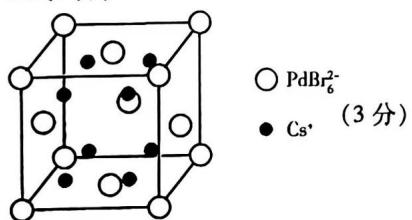 PdBr₆²⁻
Cs⁺ (3分)